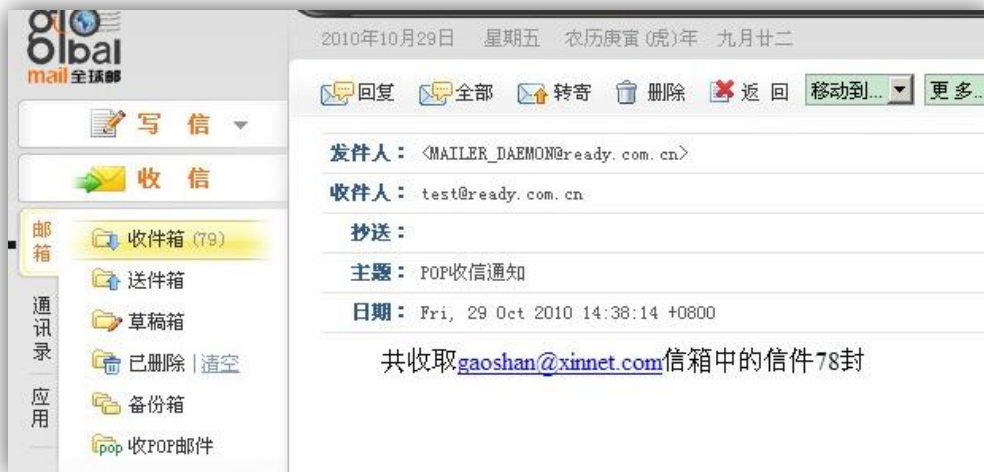 global
mail 全球邮
2010年10月29日 星期五 农历庚寅(虎)年 九月廿二
回复 全部 转寄 删除 返 回 移动到... 更 多...
写 信
收 信
邮箱
通讯录
应用
收件箱 (79)
送件箱
草稿箱
已删除 | 清空
备份箱
pop 收POP邮件
发件人： <MAILER_DAEMON@ready.com.cn>
收件人： test@ready.com.cn
抄送：
主题： POP收信通知
日期： Fri, 29 Oct 2010 14:38:14 +0800
共收取gaoshan@xinnet.com信箱中的信件78封